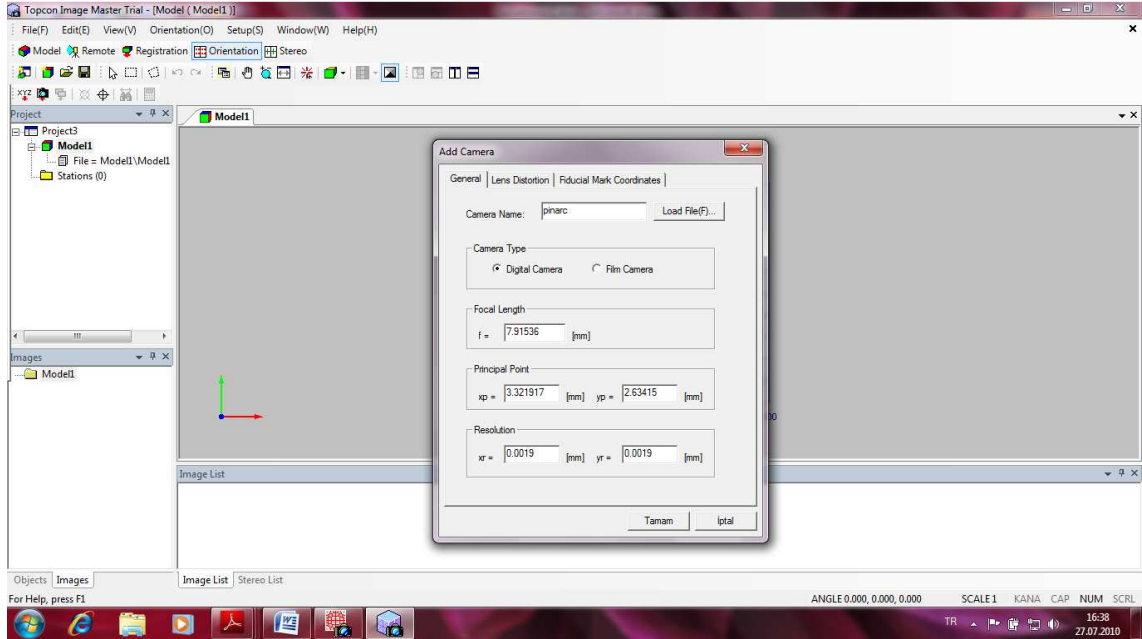 Topcon Image Master Trial - [Model ( Model1 )]
File(F) Edit(E) View(V) Orientation(O) Setup(S) Window(W) Help(H)
Model Remote Registration Orientation Stereo
Project
Project3
Model1
File = Model1\Model1
Stations (0)
Images
Model1
Model1
Add Camera
General Lens Distortion Fiducial Mark Coordinates
Camera Name: pinarc Load File(F)...
Camera Type
Digital Camera Film Camera
Focal Length
f = 7.91536 [mm]
Principal Point
xp = 3.321917 [mm] yp = 2.63415 [mm]
Resolution
xr = 0.0019 [mm] yr = 0.0019 [mm]
Tamam İptal
Image List
Objects Images
Image List Stereo List
For Help, press F1
ANGLE 0.000, 0.000, 0.000 SCALE 1 KANA CAP NUM SCRL
TR
16:38
27.07.2010